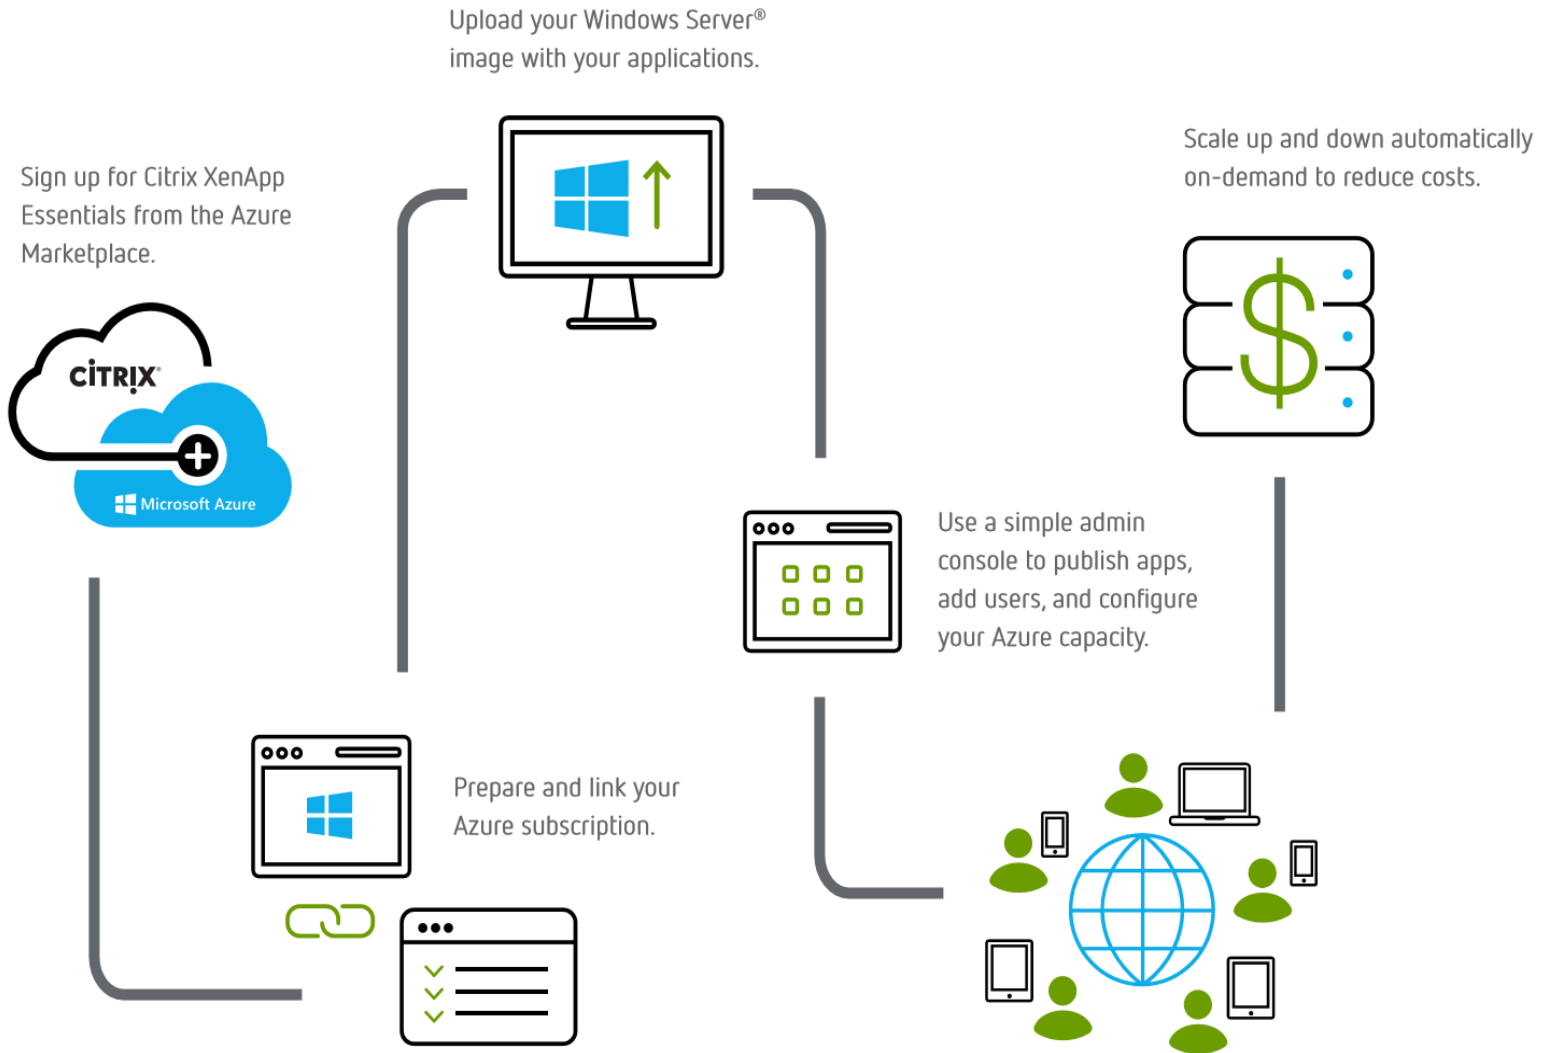 Upload your Windows Server®
image with your applications.
Sign up for Citrix XenApp
Essentials from the Azure
Marketplace.
CITRIX®
Microsoft Azure
Scale up and down automatically
on-demand to reduce costs.
Use a simple admin
console to publish apps,
add users, and configure
your Azure capacity.
Prepare and link your
Azure subscription.